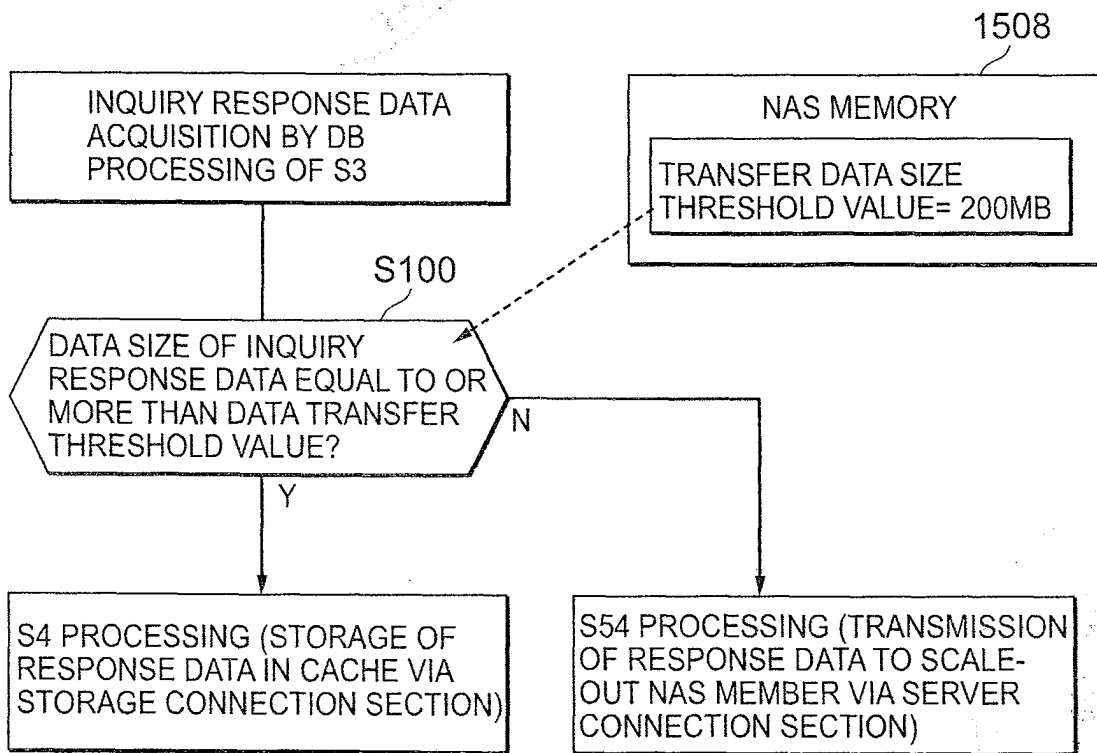 1508
INQUIRY RESPONSE DATA
ACQUISITION BY DB
PROCESSING OF S3
NAS MEMORY
TRANSFER DATA SIZE
THRESHOLD VALUE= 200MB
S100
DATA SIZE OF INQUIRY
RESPONSE DATA EQUAL TO OR
MORE THAN DATA TRANSFER
THRESHOLD VALUE?
N
Y
S4 PROCESSING (STORAGE OF
RESPONSE DATA IN CACHE VIA
STORAGE CONNECTION SECTION)
S54 PROCESSING (TRANSMISSION
OF RESPONSE DATA TO SCALE-
OUT NAS MEMBER VIA SERVER
CONNECTION SECTION)